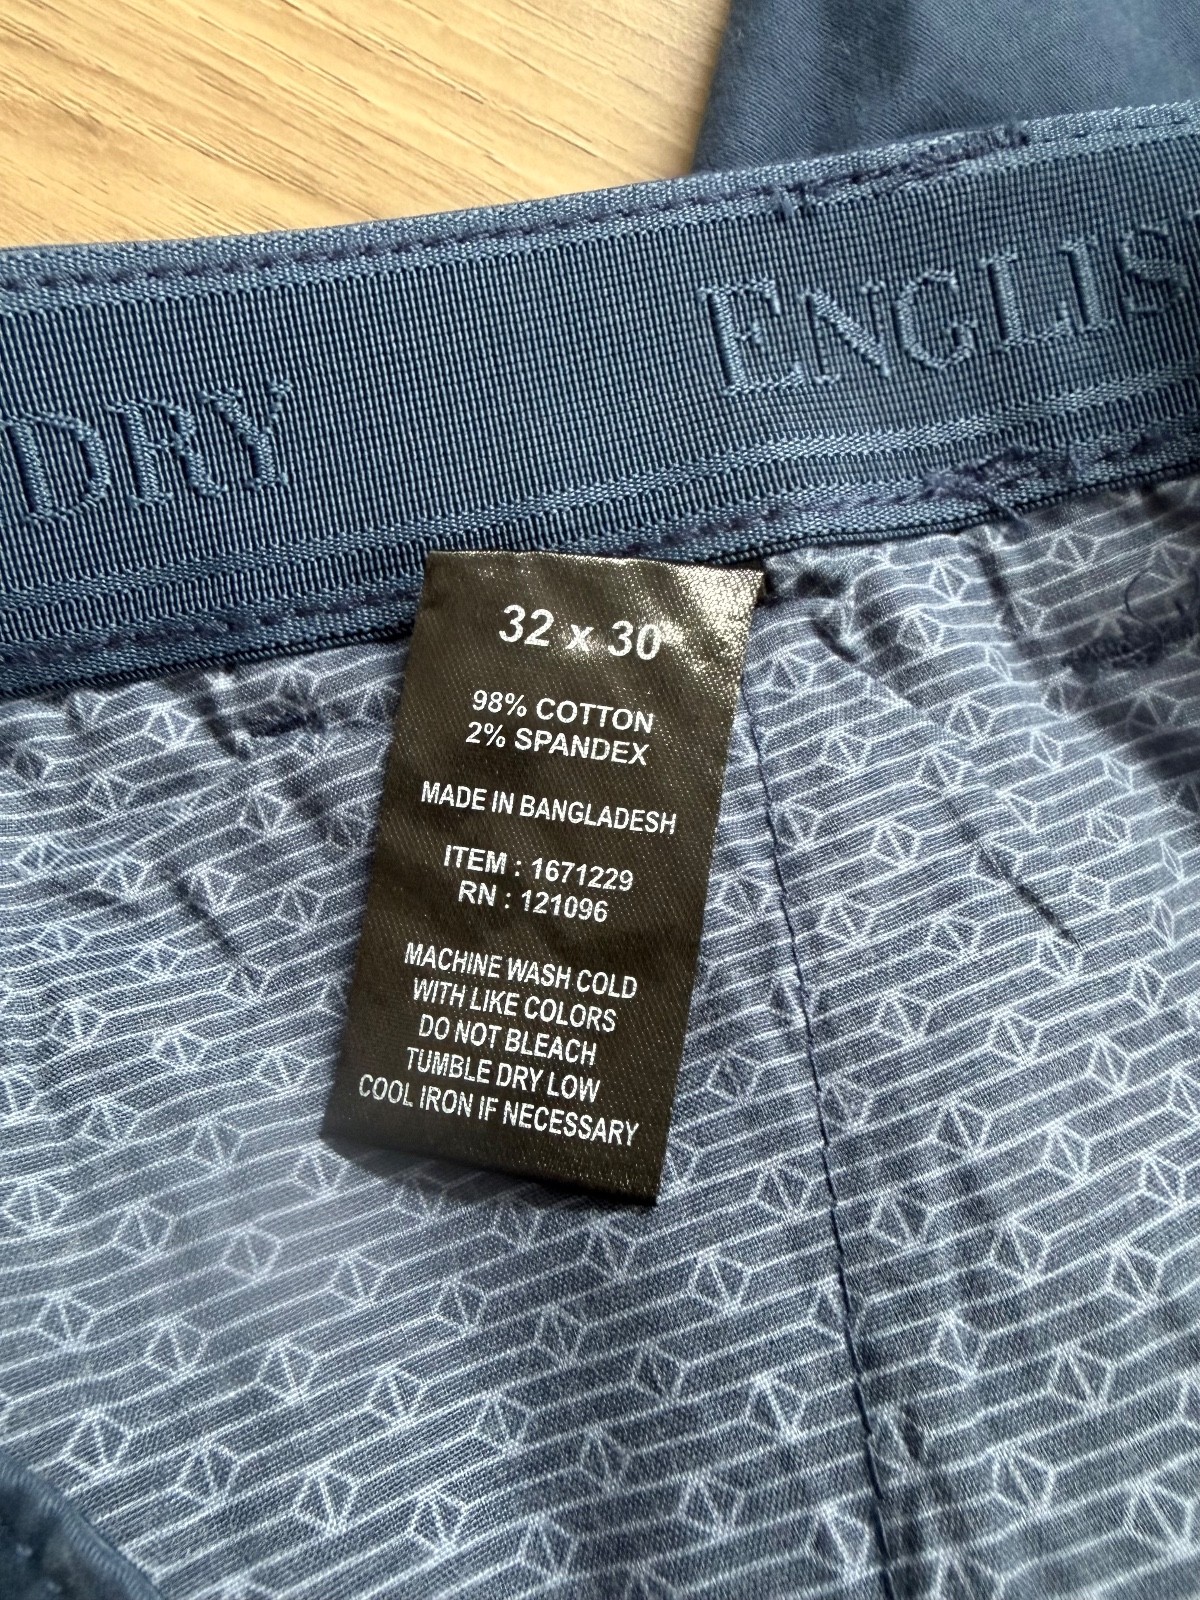 DRY ENGLIS
32 x 30
98% COTTON
2% SPANDEX
MADE IN BANGLADESH
ITEM : 1671229
RN : 121096
MACHINE WASH COLD
WITH LIKE COLORS
DO NOT BLEACH
TUMBLE DRY LOW
COOL IRON IF NECESSARY